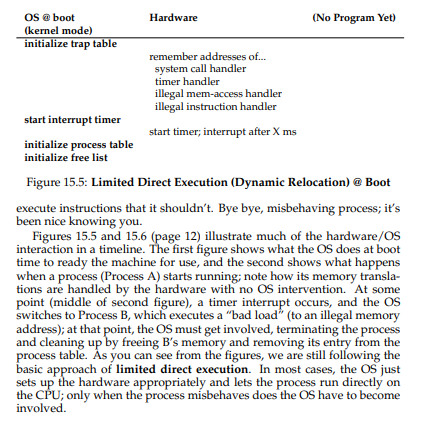 OS @ boot Hardware (No Program Yet)
(kernel mode)
initialize trap table
remember addresses of...
system call handler
timer handler
illegal mem-access handler
illegal instruction handler
start interrupt timer
start timer; interrupt after X ms
initialize process table
initialize free list
Figure 15.5: Limited Direct Execution (Dynamic Relocation) @ Boot
execute instructions that it shouldn't. Bye bye, misbehaving process; it's
been nice knowing you.
Figures 15.5 and 15.6 (page 12) illustrate much of the hardware/OS
interaction in a timeline. The first figure shows what the OS does at boot
time to ready the machine for use, and the second shows what happens
when a process (Process A) starts running; note how its memory transla-
tions are handled by the hardware with no OS intervention. At some
point (middle of second figure), a timer interrupt occurs, and the OS
switches to Process B, which executes a "bad load" (to an illegal memory
address); at that point, the OS must get involved, terminating the process
and cleaning up by freeing B's memory and removing its entry from the
process table. As you can see from the figures, we are still following the
basic approach of limited direct execution. In most cases, the OS just
sets up the hardware appropriately and lets the process run directly on
the CPU; only when the process misbehaves does the OS have to become
involved.